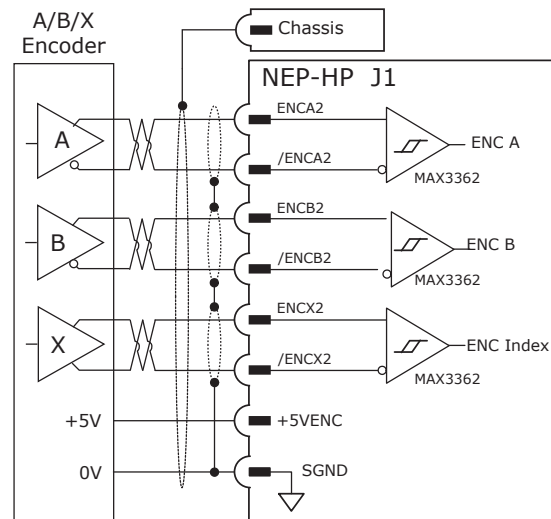 A/B/X
Encoder
Chassis
NEP-HP J1
A
ENCA2
/ENCA2
ENC A
MAX3362
B
ENCB2
/ENCB2
ENC B
MAX3362
X
ENCX2
/ENCX2
ENC Index
MAX3362
+5V
+5VENC
0V
SGND